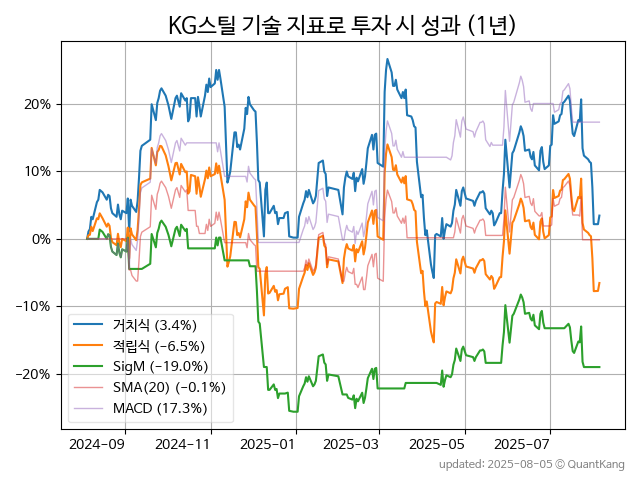 KG스틸 기술 지표로 투자 시 성과 (1년)
20%
10%
0%
−10%
−20%
거치식 (3.4%)
적립식 (−6.5%)
SigM (−19.0%)
SMA(20) (−0.1%)
MACD (17.3%)
2024-09
2024-11
2025-01
2025-03
2025-05
2025-07
updated: 2025-08-05 © QuantKang